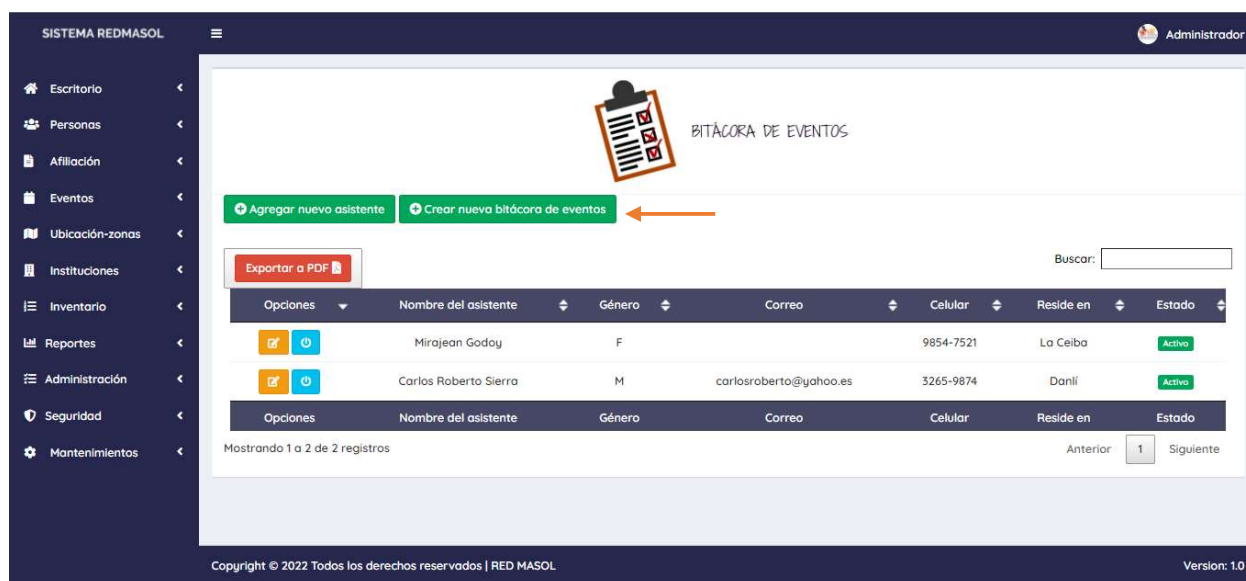 SISTEMA REDMASOL
Administrador
Escritorio
Personas
Afiliación
Eventos
Ubicación-zonas
Instituciones
Inventario
Reportes
Administración
Seguridad
Mantenimientos
BITÁCORA DE EVENTOS
Agregar nuevo asistente Crear nueva bitácora de eventos
Exportar a PDF
Buscar:
Opciones Nombre del asistente Género Correo Celular Reside en Estado
Mirajean Godoy F 9854-7521 La Ceiba Activo
Carlos Roberto Sierra M carlosroberto@yahoo.es 3265-9874 Danlí Activo
Opciones Nombre del asistente Género Correo Celular Reside en Estado
Mostrando 1 a 2 de 2 registros
Anterior 1 Siguiente
Copyright © 2022 Todos los derechos reservados | RED MASOL
Version: 1.0